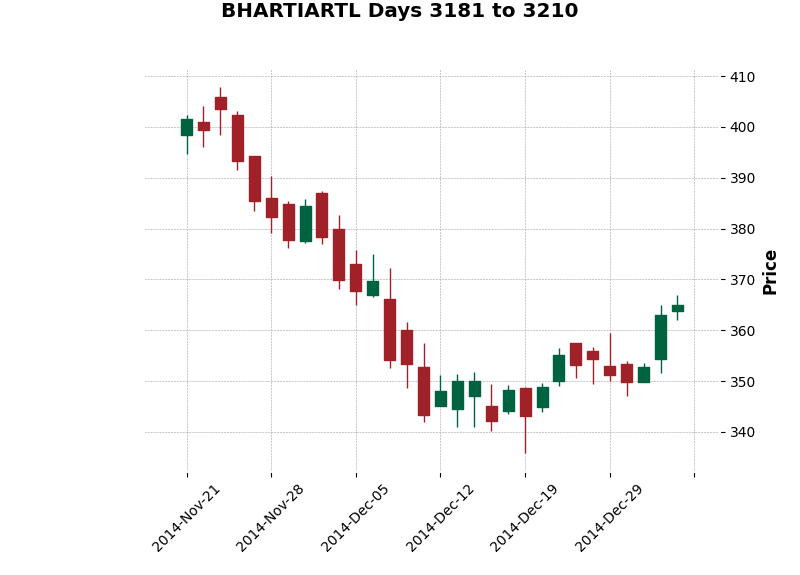 BHARTIARTL Days 3181 to 3210
410
400
390
380
370
360
350
340
Price
2014-Nov-21
2014-Nov-28
2014-Dec-05
2014-Dec-12
2014-Dec-19
2014-Dec-29